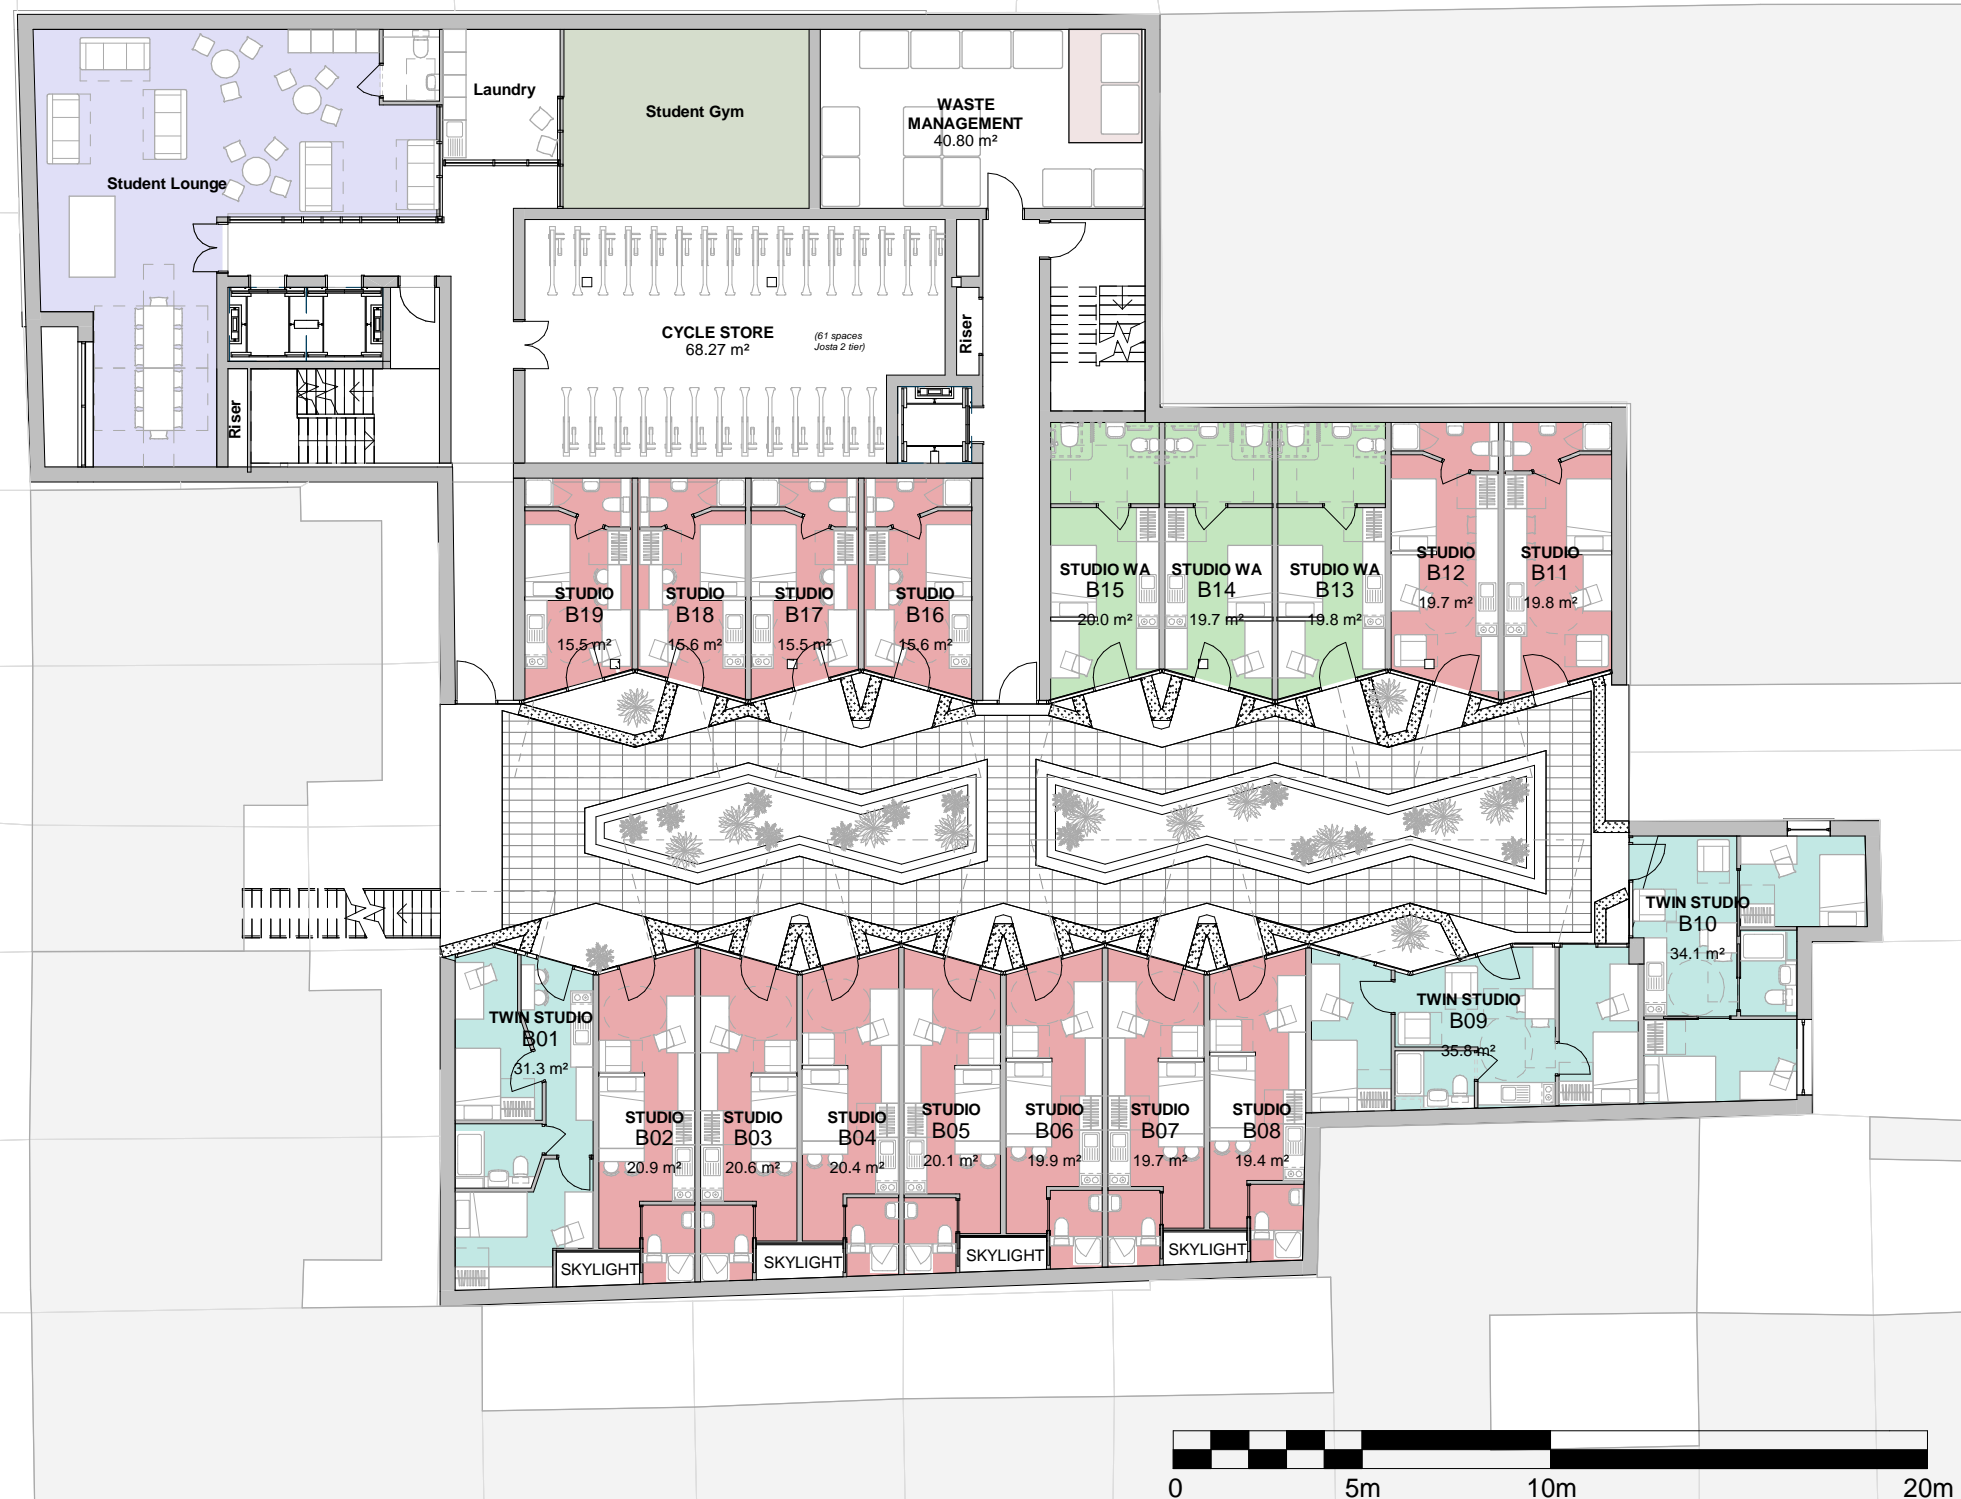 Laundry
Student Gym
WASTE
MANAGEMENT
40.80 m²
Student Lounge
CYCLE STORE
68.27 m²
(61 spaces
Josta 2 tier)
Riser
Riser
STUDIO
B19
15.5 m²
STUDIO
B18
15.6 m²
STUDIO
B17
15.5 m²
STUDIO
B16
15.6 m²
STUDIO WA
B15
20.0 m²
STUDIO WA
B14
19.7 m²
STUDIO WA
B13
19.8 m²
STUDIO
B12
19.7 m²
STUDIO
B11
19.8 m²
TWIN STUDIO
B10
34.1 m²
TWIN STUDIO
B09
35.8 m²
TWIN STUDIO
B01
31.3 m²
STUDIO
B02
20.9 m²
STUDIO
B03
20.6 m²
STUDIO
B04
20.4 m²
STUDIO
B05
20.1 m²
STUDIO
B06
19.9 m²
STUDIO
B07
19.7 m²
STUDIO
B08
19.4 m²
SKYLIGHT
SKYLIGHT
SKYLIGHT
SKYLIGHT
0 5m 10m 20m